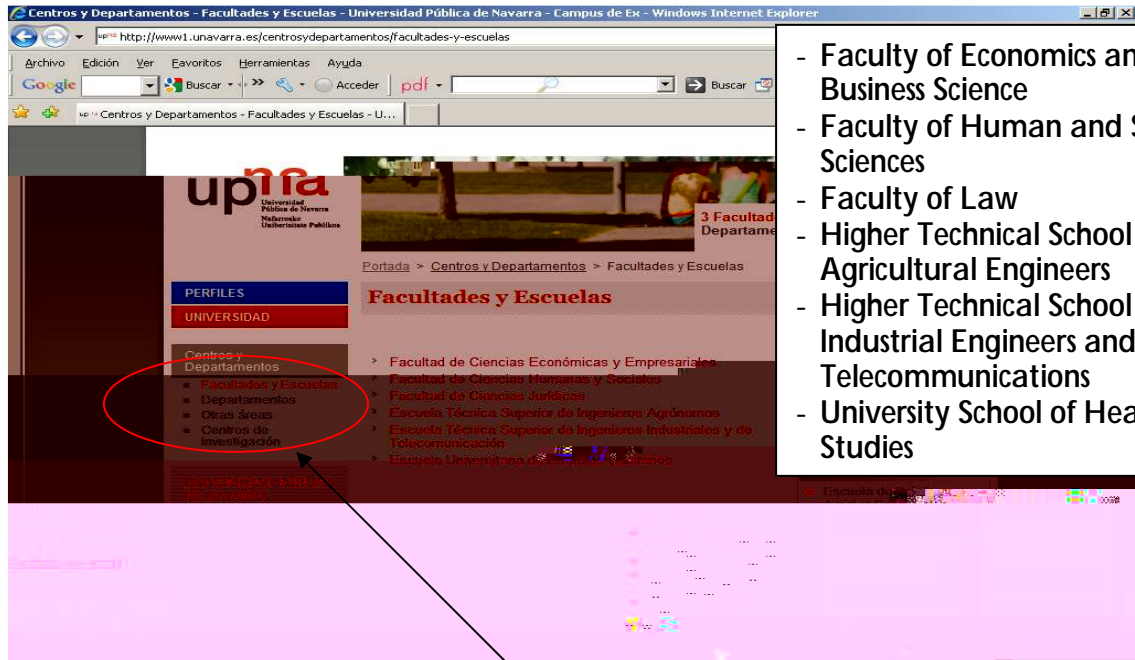 Centros y Departamentos - Facultades y Escuelas - Universidad Pública de Navarra - Campus de Ex - Windows Internet Explorer
http://www1.unavarra.es/centrosydepartamentos/facultades-y-escuelas
Archivo Edición Ver Favoritos Herramientas Ayuda
Google Buscar Acceder pdf Buscar
Centros y Departamentos - Facultades y Escuelas - U...
upna
Universidad
Pública de Navarra
Nafarroako
Unibertsitate Publikoa
3 Facultad
Departame
Portada > Centros y Departamentos > Facultades y Escuelas
PERFILES
UNIVERSIDAD
Facultades y Escuelas
Centros y
Departamentos
Facultades y Escuelas
Departamentos
Otras áreas
Centros de
investigación
Facultad de Ciencias Económicas y Empresariales
Facultad de Ciencias Humanas y Sociales
Facultad de Ciencias Jurídicas
Escuela Técnica Superior de Ingenieros Agrónomos
Escuela Técnica Superior de Ingenieros Industriales y de
Telecomunicación
Escuela Universitaria de
Escuela de
- Faculty of Economics an
Business Science
- Faculty of Human and S
Sciences
- Faculty of Law
- Higher Technical School
Agricultural Engineers
- Higher Technical School
Industrial Engineers and
Telecommunications
- University School of Hea
Studies